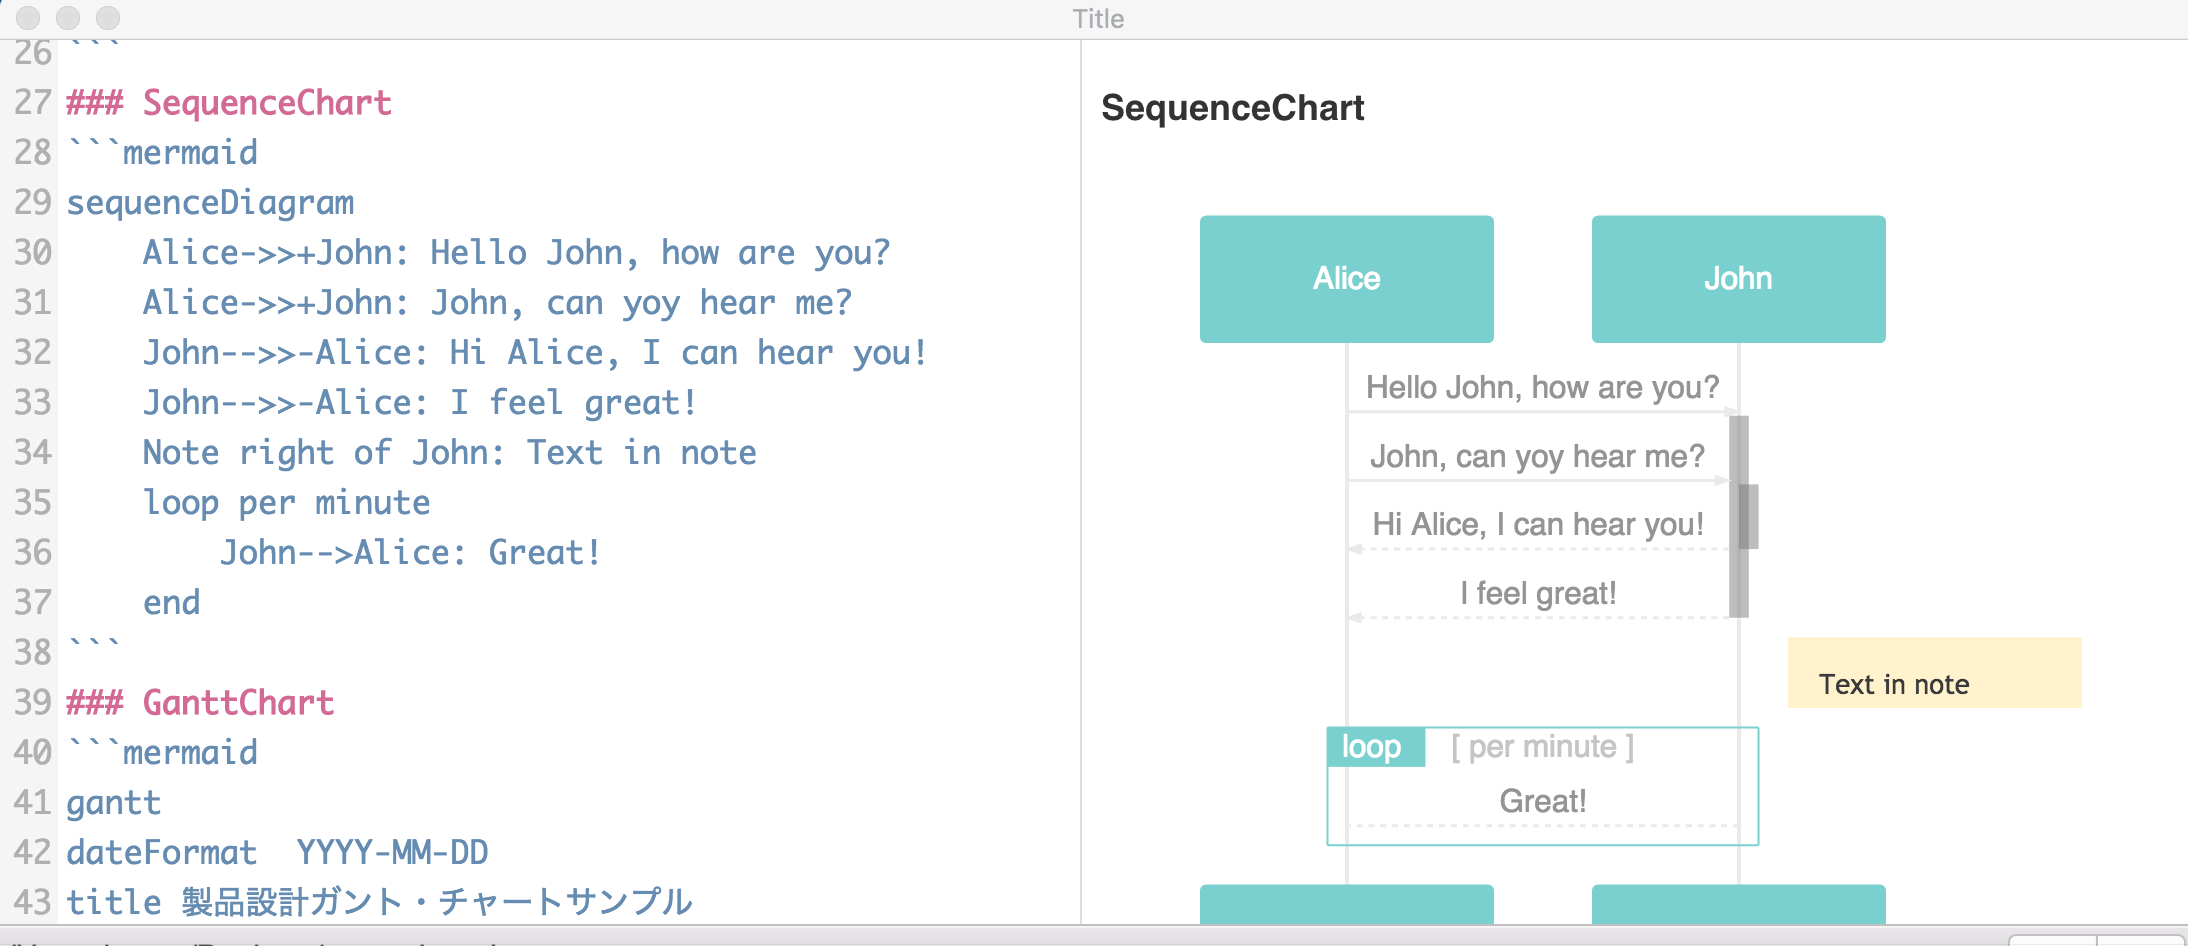 Title
26 ```
27 ### SequenceChart
28 ```mermaid
29 sequenceDiagram
30     Alice->>+John: Hello John, how are you?
31     Alice->>+John: John, can yoy hear me?
32     John-->>-Alice: Hi Alice, I can hear you!
33     John-->>-Alice: I feel great!
34     Note right of John: Text in note
35     loop per minute
36         John-->Alice: Great!
37     end
38 ```
39 ### GanttChart
40 ```mermaid
41 gantt
42 dateFormat  YYYY-MM-DD
43 title 製品設計ガント・チャートサンプル
SequenceChart
Alice John
Hello John, how are you?
John, can yoy hear me?
Hi Alice, I can hear you!
I feel great!
Text in note
loop [ per minute ]
Great!